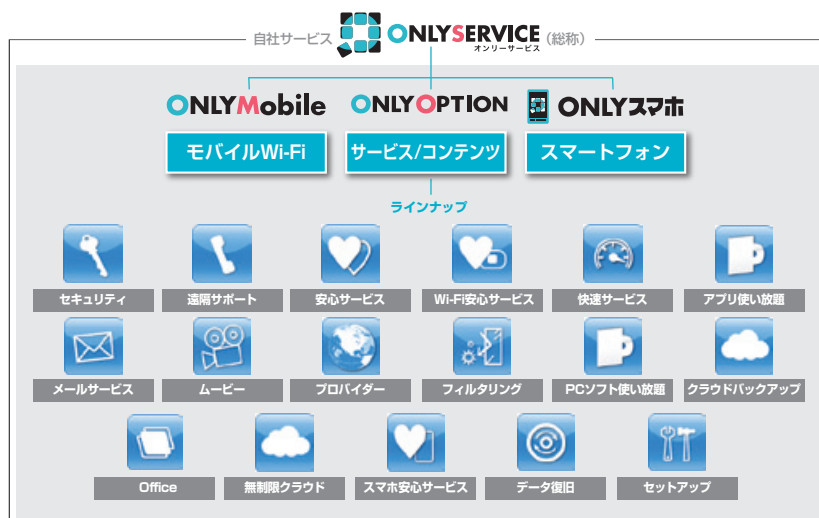 自社サービス ONLYSERVICE (総称)
オンリーサービス
ONLYMobile ONLYOPTION ONLYスマホ
モバイルWi-Fi サービス/コンテンツ スマートフォン
ラインナップ
セキュリティ 遠隔サポート 安心サービス Wi-Fi安心サービス 快速サービス アプリ使い放題
メールサービス ムービー プロバイダー フィルタリング PCソフト使い放題 クラウドバックアップ
Office 無制限クラウド スマホ安心サービス データ復旧 セットアップ